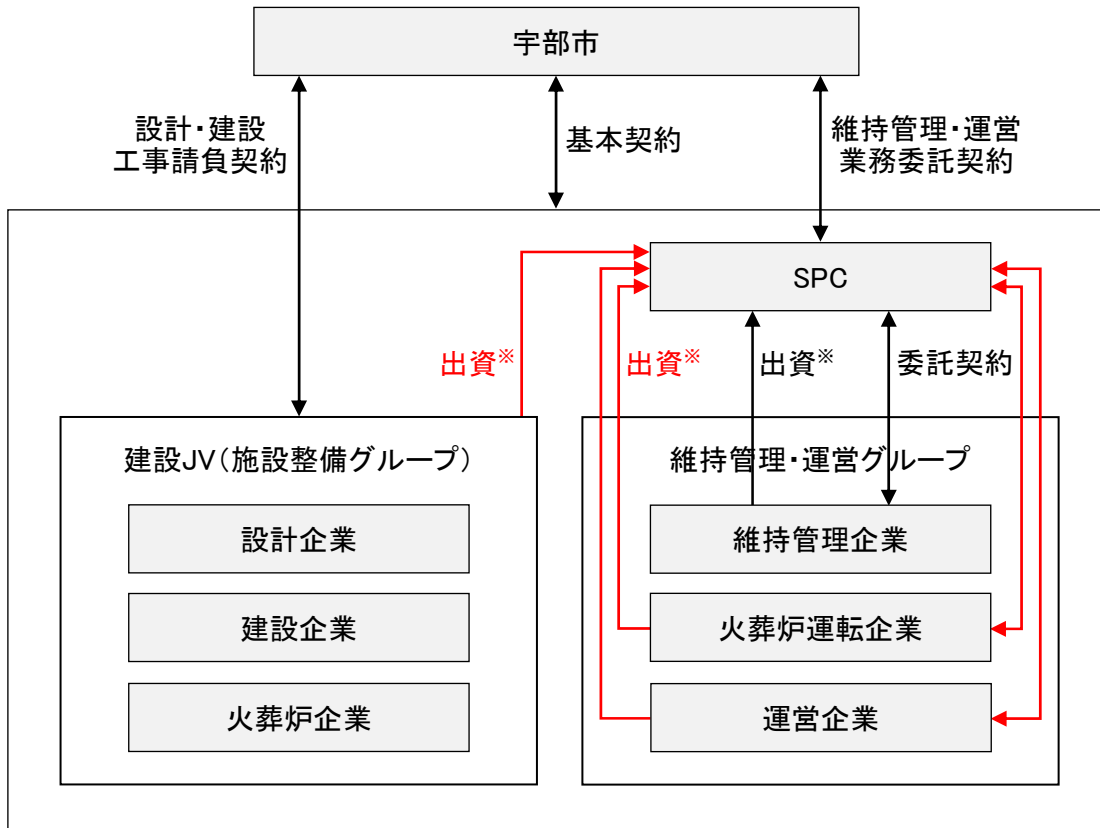 宇部市
設計・建設
工事請負契約
基本契約
維持管理・運営
業務委託契約
SPC
出資※
出資※
出資※
委託契約
建設JV(施設整備グループ)
設計企業
建設企業
火葬炉企業
維持管理・運営グループ
維持管理企業
火葬炉運転企業
運営企業